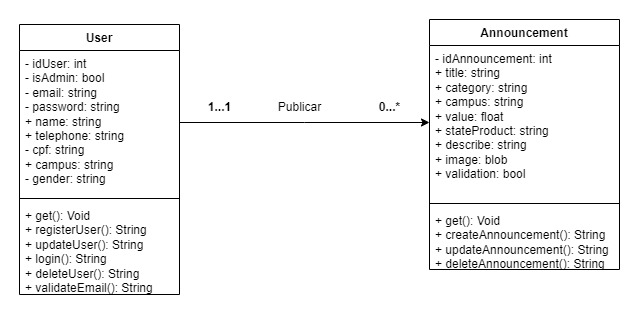 User
- idUser: int
- isAdmin: bool
- email: string
- password: string
+ name: string
+ telephone: string
- cpf: string
+ campus: string
- gender: string
+ get(): Void
+ registerUser(): String
+ updateUser(): String
+ login(): String
+ deleteUser(): String
+ validateEmail(): String
1...1 Publicar 0...*
Announcement
- idAnnouncement: int
+ title: string
+ category: string
+ campus: string
+ value: float
+ stateProduct: string
+ describe: string
+ image: blob
+ validation: bool
+ get(): Void
+ createAnnouncement(): String
+ updateAnnouncement(): String
+ deleteAnnouncement(): String